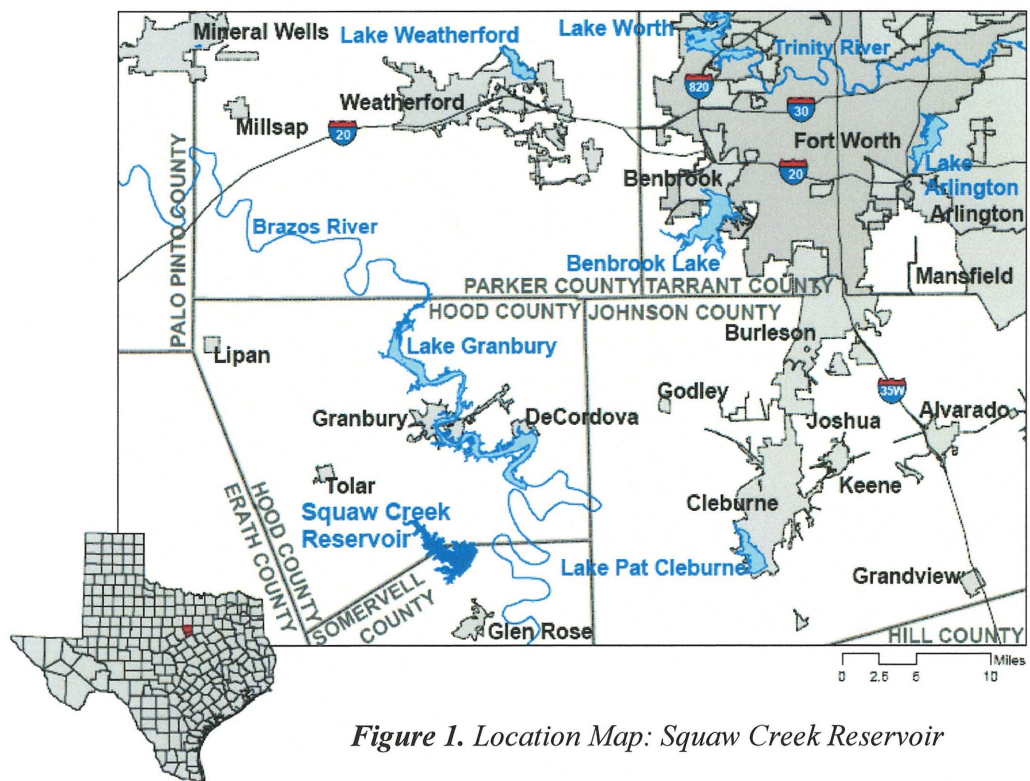 Mineral Wells
Lake Weatherford
Lake Worth
Trinity River
Weatherford
820
30
Millsap
20
Fort Worth
Benbrook
20
Lake
Arlington
Arlington
PALO PINTO COUNTY
Brazos River
Benbrook Lake
Mansfield
PARKER COUNTY
TARRANT COUNTY
HOOD COUNTY
JOHNSON COUNTY
Burleson
Lipan
Lake Granbury
Godley
35W
Granbury
DeCordova
Joshua
Alvarado
Tolar
Keene
HOOD COUNTY
ERATH COUNTY
Squaw Creek
Reservoir
Cleburne
Lake Pat Cleburne
Grandview
SOMERVELL
COUNTY
Glen Rose
HILL COUNTY
Miles
0 2.5 5 10
Figure 1. Location Map: Squaw Creek Reservoir